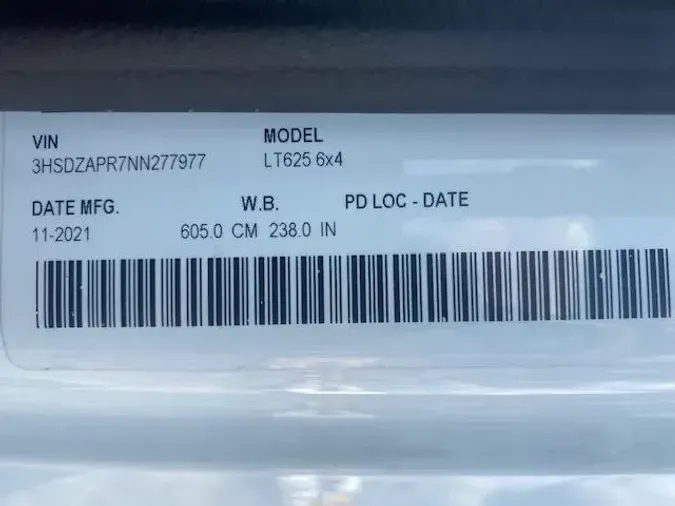 VIN MODEL
3HSDZAPR7NN277977 LT625 6x4
DATE MFG. W.B. PD LOC - DATE
11-2021 605.0 CM 238.0 IN